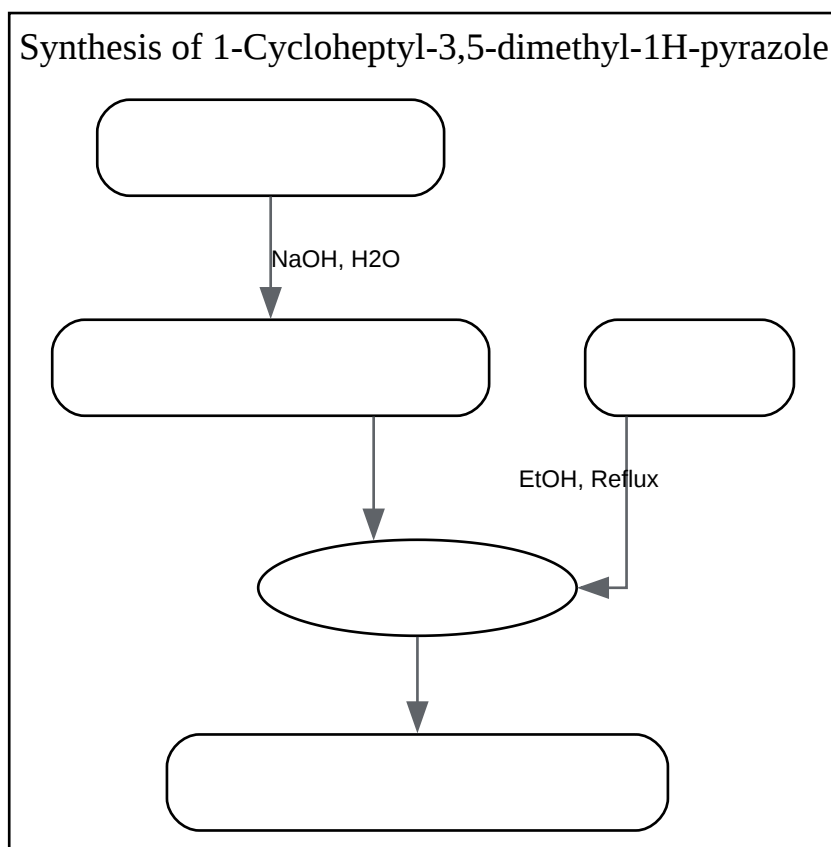 Synthesis of 1-Cycloheptyl-3,5-dimethyl-1H-pyrazole
NaOH, H2O
EtOH, Reflux